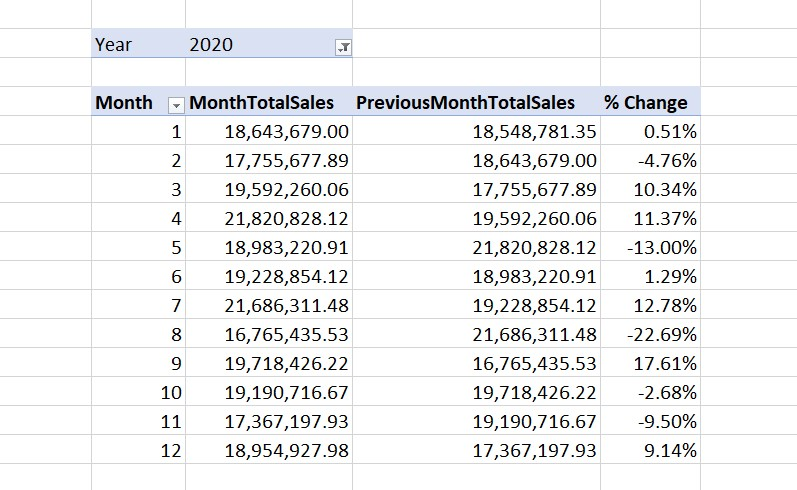 Year 2020
Month MonthTotalSales PreviousMonthTotalSales % Change
1 18,643,679.00 18,548,781.35 0.51%
2 17,755,677.89 18,643,679.00 -4.76%
3 19,592,260.06 17,755,677.89 10.34%
4 21,820,828.12 19,592,260.06 11.37%
5 18,983,220.91 21,820,828.12 -13.00%
6 19,228,854.12 18,983,220.91 1.29%
7 21,686,311.48 19,228,854.12 12.78%
8 16,765,435.53 21,686,311.48 -22.69%
9 19,718,426.22 16,765,435.53 17.61%
10 19,190,716.67 19,718,426.22 -2.68%
11 17,367,197.93 19,190,716.67 -9.50%
12 18,954,927.98 17,367,197.93 9.14%